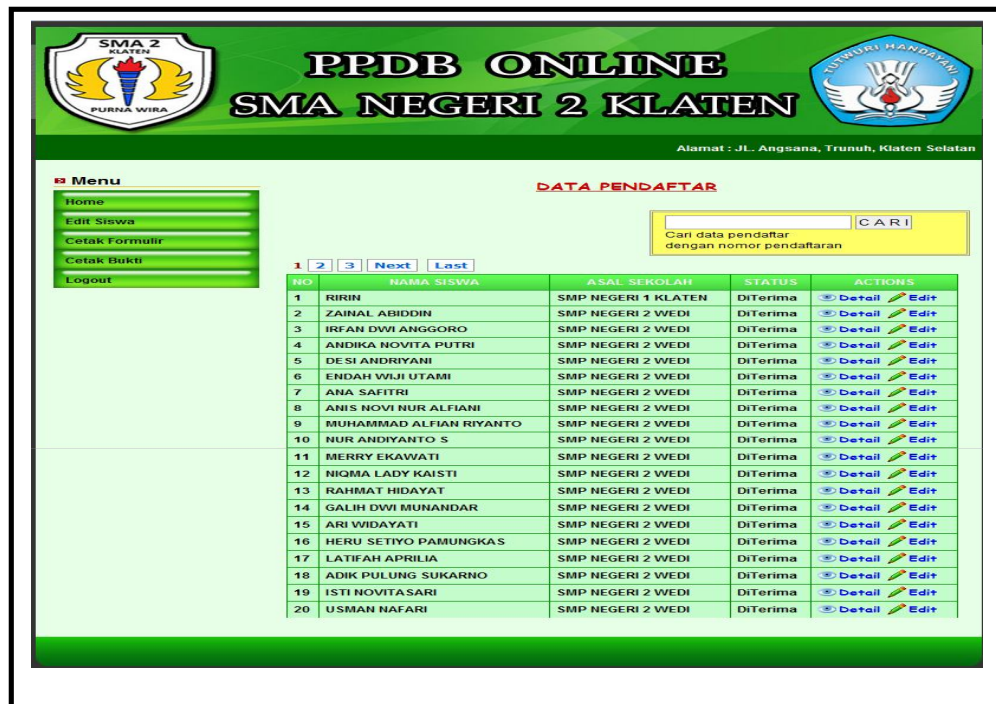 SMA 2
KLATEN
PURNA WIRA
PPDB ONLINE
SMA NEGERI 2 KLATEN
TUTWURI HANDAYANI
Alamat : JL. Angsana, Trunuh, Klaten Selatan
Menu
Home
Edit Siswa
Cetak Formulir
Cetak Bukti
Logout
DATA PENDAFTAR
CARI
Cari data pendaftar
dengan nomor pendaftaran
1 2 3 Next Last
NO NAMA SISWA ASAL SEKOLAH STATUS ACTIONS
1 RIRIN SMP NEGERI 1 KLATEN DiTerima Detail Edit
2 ZAINAL ABIDDIN SMP NEGERI 2 WEDI DiTerima Detail Edit
3 IRFAN DWI ANGGORO SMP NEGERI 2 WEDI DiTerima Detail Edit
4 ANDIKA NOVITA PUTRI SMP NEGERI 2 WEDI DiTerima Detail Edit
5 DESI ANDRIYANI SMP NEGERI 2 WEDI DiTerima Detail Edit
6 ENDAH WIJI UTAMI SMP NEGERI 2 WEDI DiTerima Detail Edit
7 ANA SAFITRI SMP NEGERI 2 WEDI DiTerima Detail Edit
8 ANIS NOVI NUR ALFIANI SMP NEGERI 2 WEDI DiTerima Detail Edit
9 MUHAMMAD ALFIAN RIYANTO SMP NEGERI 2 WEDI DiTerima Detail Edit
10 NUR ANDIYANTO S SMP NEGERI 2 WEDI DiTerima Detail Edit
11 MERRY EKAWATI SMP NEGERI 2 WEDI DiTerima Detail Edit
12 NIQMA LADY KAISTI SMP NEGERI 2 WEDI DiTerima Detail Edit
13 RAHMAT HIDAYAT SMP NEGERI 2 WEDI DiTerima Detail Edit
14 GALIH DWI MUNANDAR SMP NEGERI 2 WEDI DiTerima Detail Edit
15 ARI WIDAYATI SMP NEGERI 2 WEDI DiTerima Detail Edit
16 HERU SETIYO PAMUNGKAS SMP NEGERI 2 WEDI DiTerima Detail Edit
17 LATIFAH APRILIA SMP NEGERI 2 WEDI DiTerima Detail Edit
18 ADIK PULUNG SUKARNO SMP NEGERI 2 WEDI DiTerima Detail Edit
19 ISTI NOVITASARI SMP NEGERI 2 WEDI DiTerima Detail Edit
20 USMAN NAFARI SMP NEGERI 2 WEDI DiTerima Detail Edit